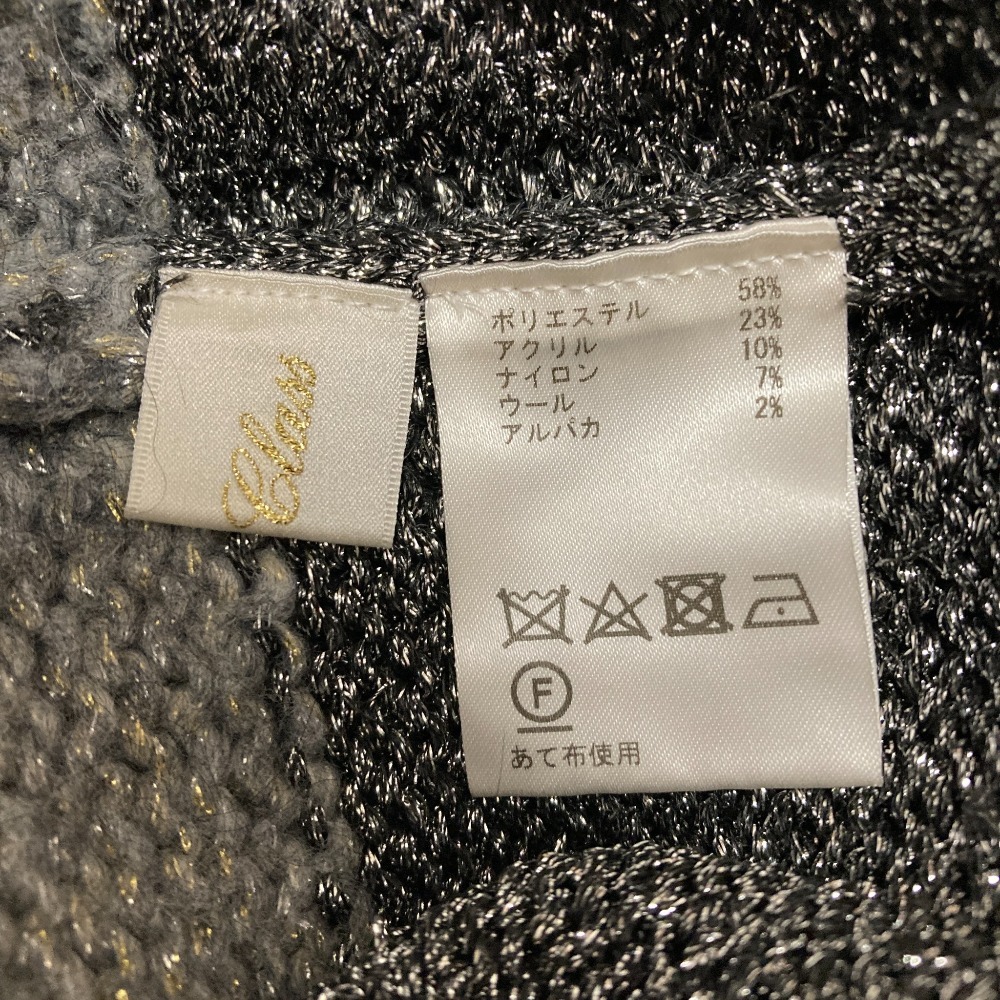 Class
ポリエステル 58%
アクリル 23%
ナイロン 10%
ウール 7%
アルパカ 2%
F
あて布使用